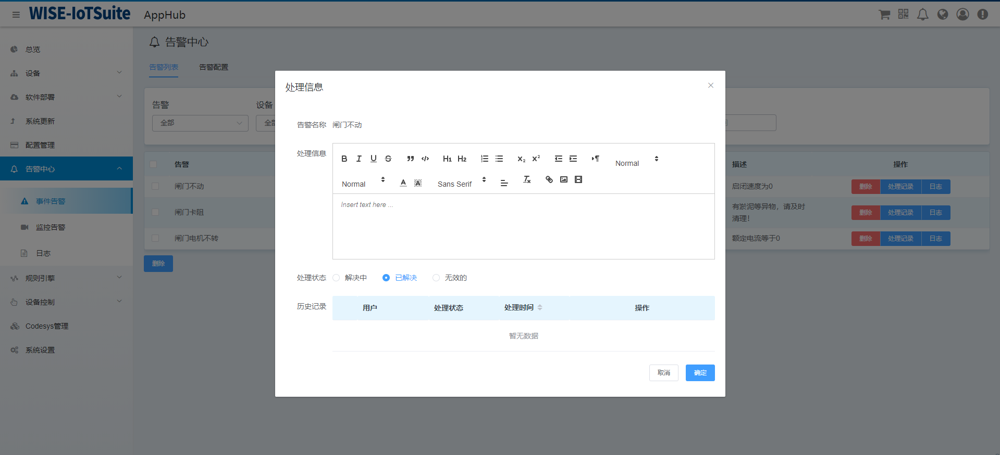 WISE-IoTSuite AppHub
总览
设备
软件部署
系统更新
配置管理
告警中心
事件告警
监控告警
日志
规则引擎
设备控制
Codesys管理
系统设置
告警中心
告警列表 告警配置
告警 设备
全部 全
告警 描述 操作
闸门不动 启闭速度为0 删除 处理记录 日志
闸门卡阻 有淤泥等异物，请及时
清理！ 删除 处理记录 日志
闸门电机不转 额定电流等于0 删除 处理记录 日志
删除
处理信息
告警名称 闸门不动
处理信息
B I U S H1 H2 X2 X2 Normal
Normal A A Sans Serif Tx
Insert text here ...
处理状态 解决中 已解决 无效的
历史记录 用户 处理状态 处理时间 操作
暂无数据
取消 确定